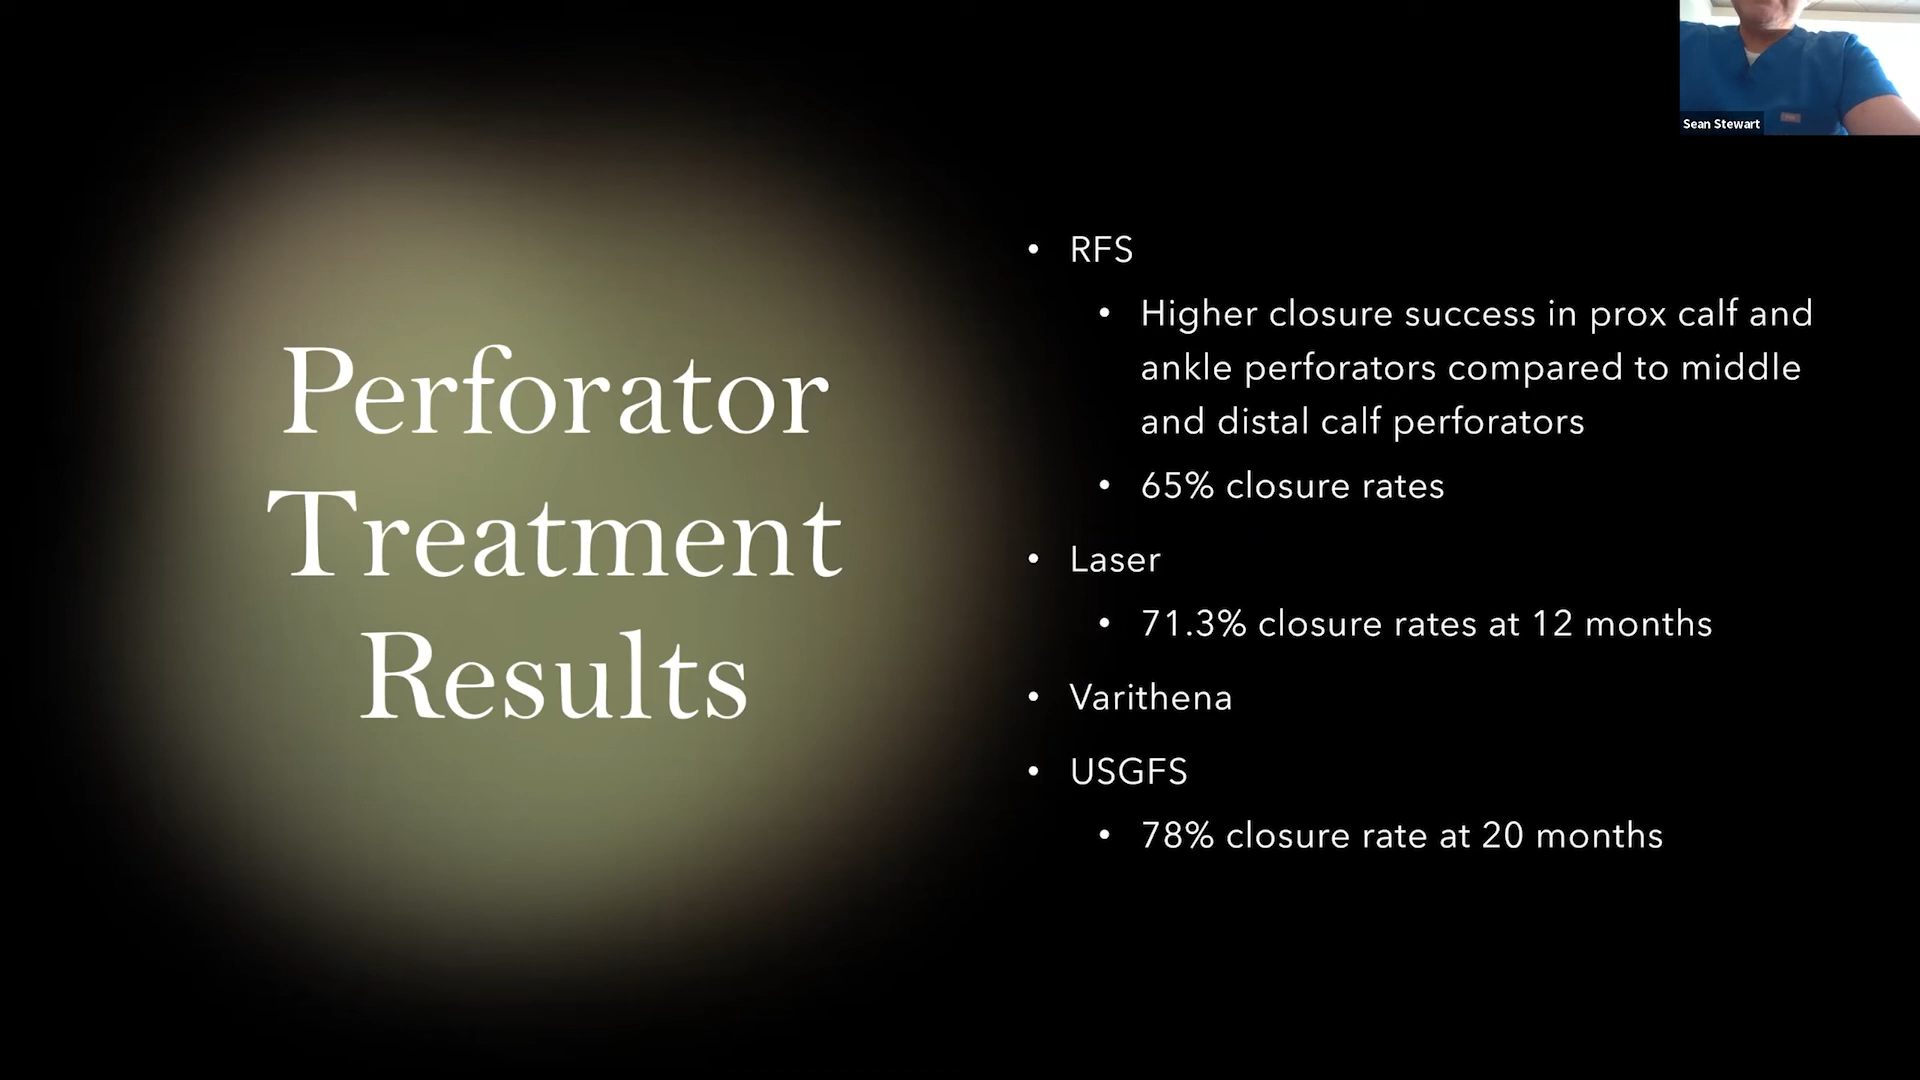 Sean Stewart
Perforator
Treatment
Results
• RFS
• Higher closure success in prox calf and
ankle perforators compared to middle
and distal calf perforators
• 65% closure rates
• Laser
• 71.3% closure rates at 12 months
• Varithena
• USGFS
• 78% closure rate at 20 months